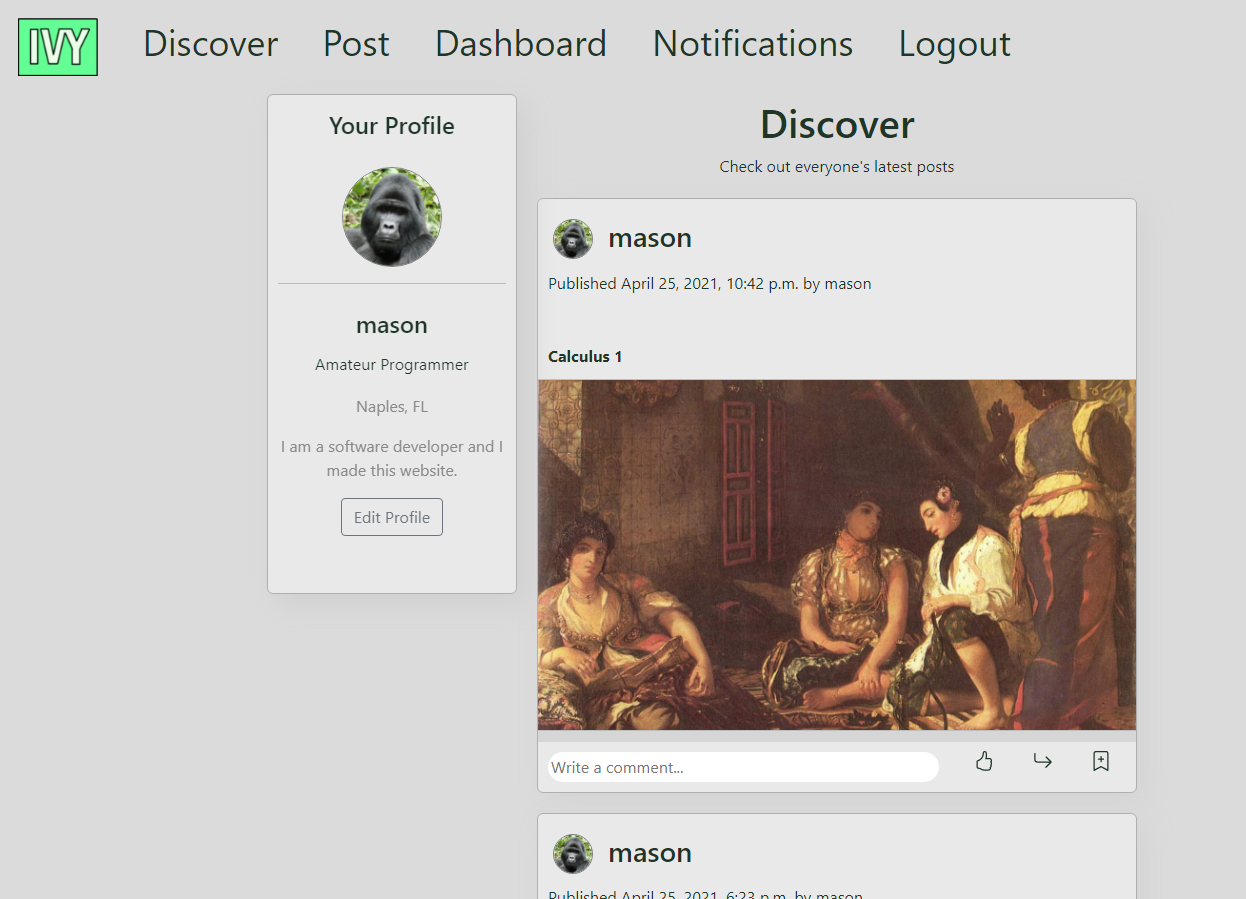 IVY Discover Post Dashboard Notifications Logout
Your Profile
mason
Amateur Programmer
Naples, FL
I am a software developer and I
made this website.
Edit Profile
Discover
Check out everyone's latest posts
mason
Published April 25, 2021, 10:42 p.m. by mason
Calculus 1
Write a comment...
mason
Published April 25, 2021, 6:23 p.m. by mason